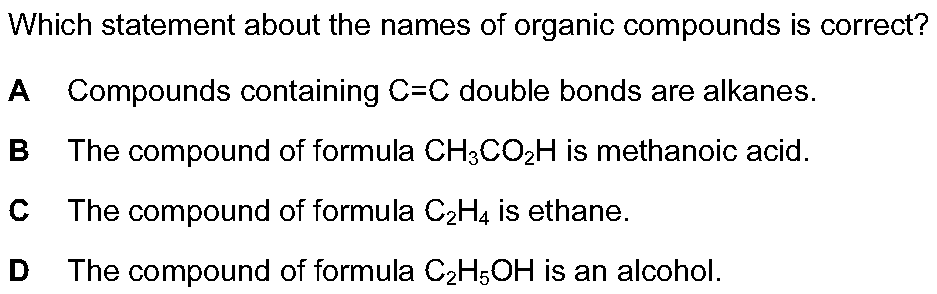 Which statement about the names of organic compounds is correct?
A Compounds containing C=C double bonds are alkanes.
B The compound of formula CH₃CO₂H is methanoic acid.
C The compound of formula C₂H₄ is ethane.
D The compound of formula C₂H₅OH is an alcohol.